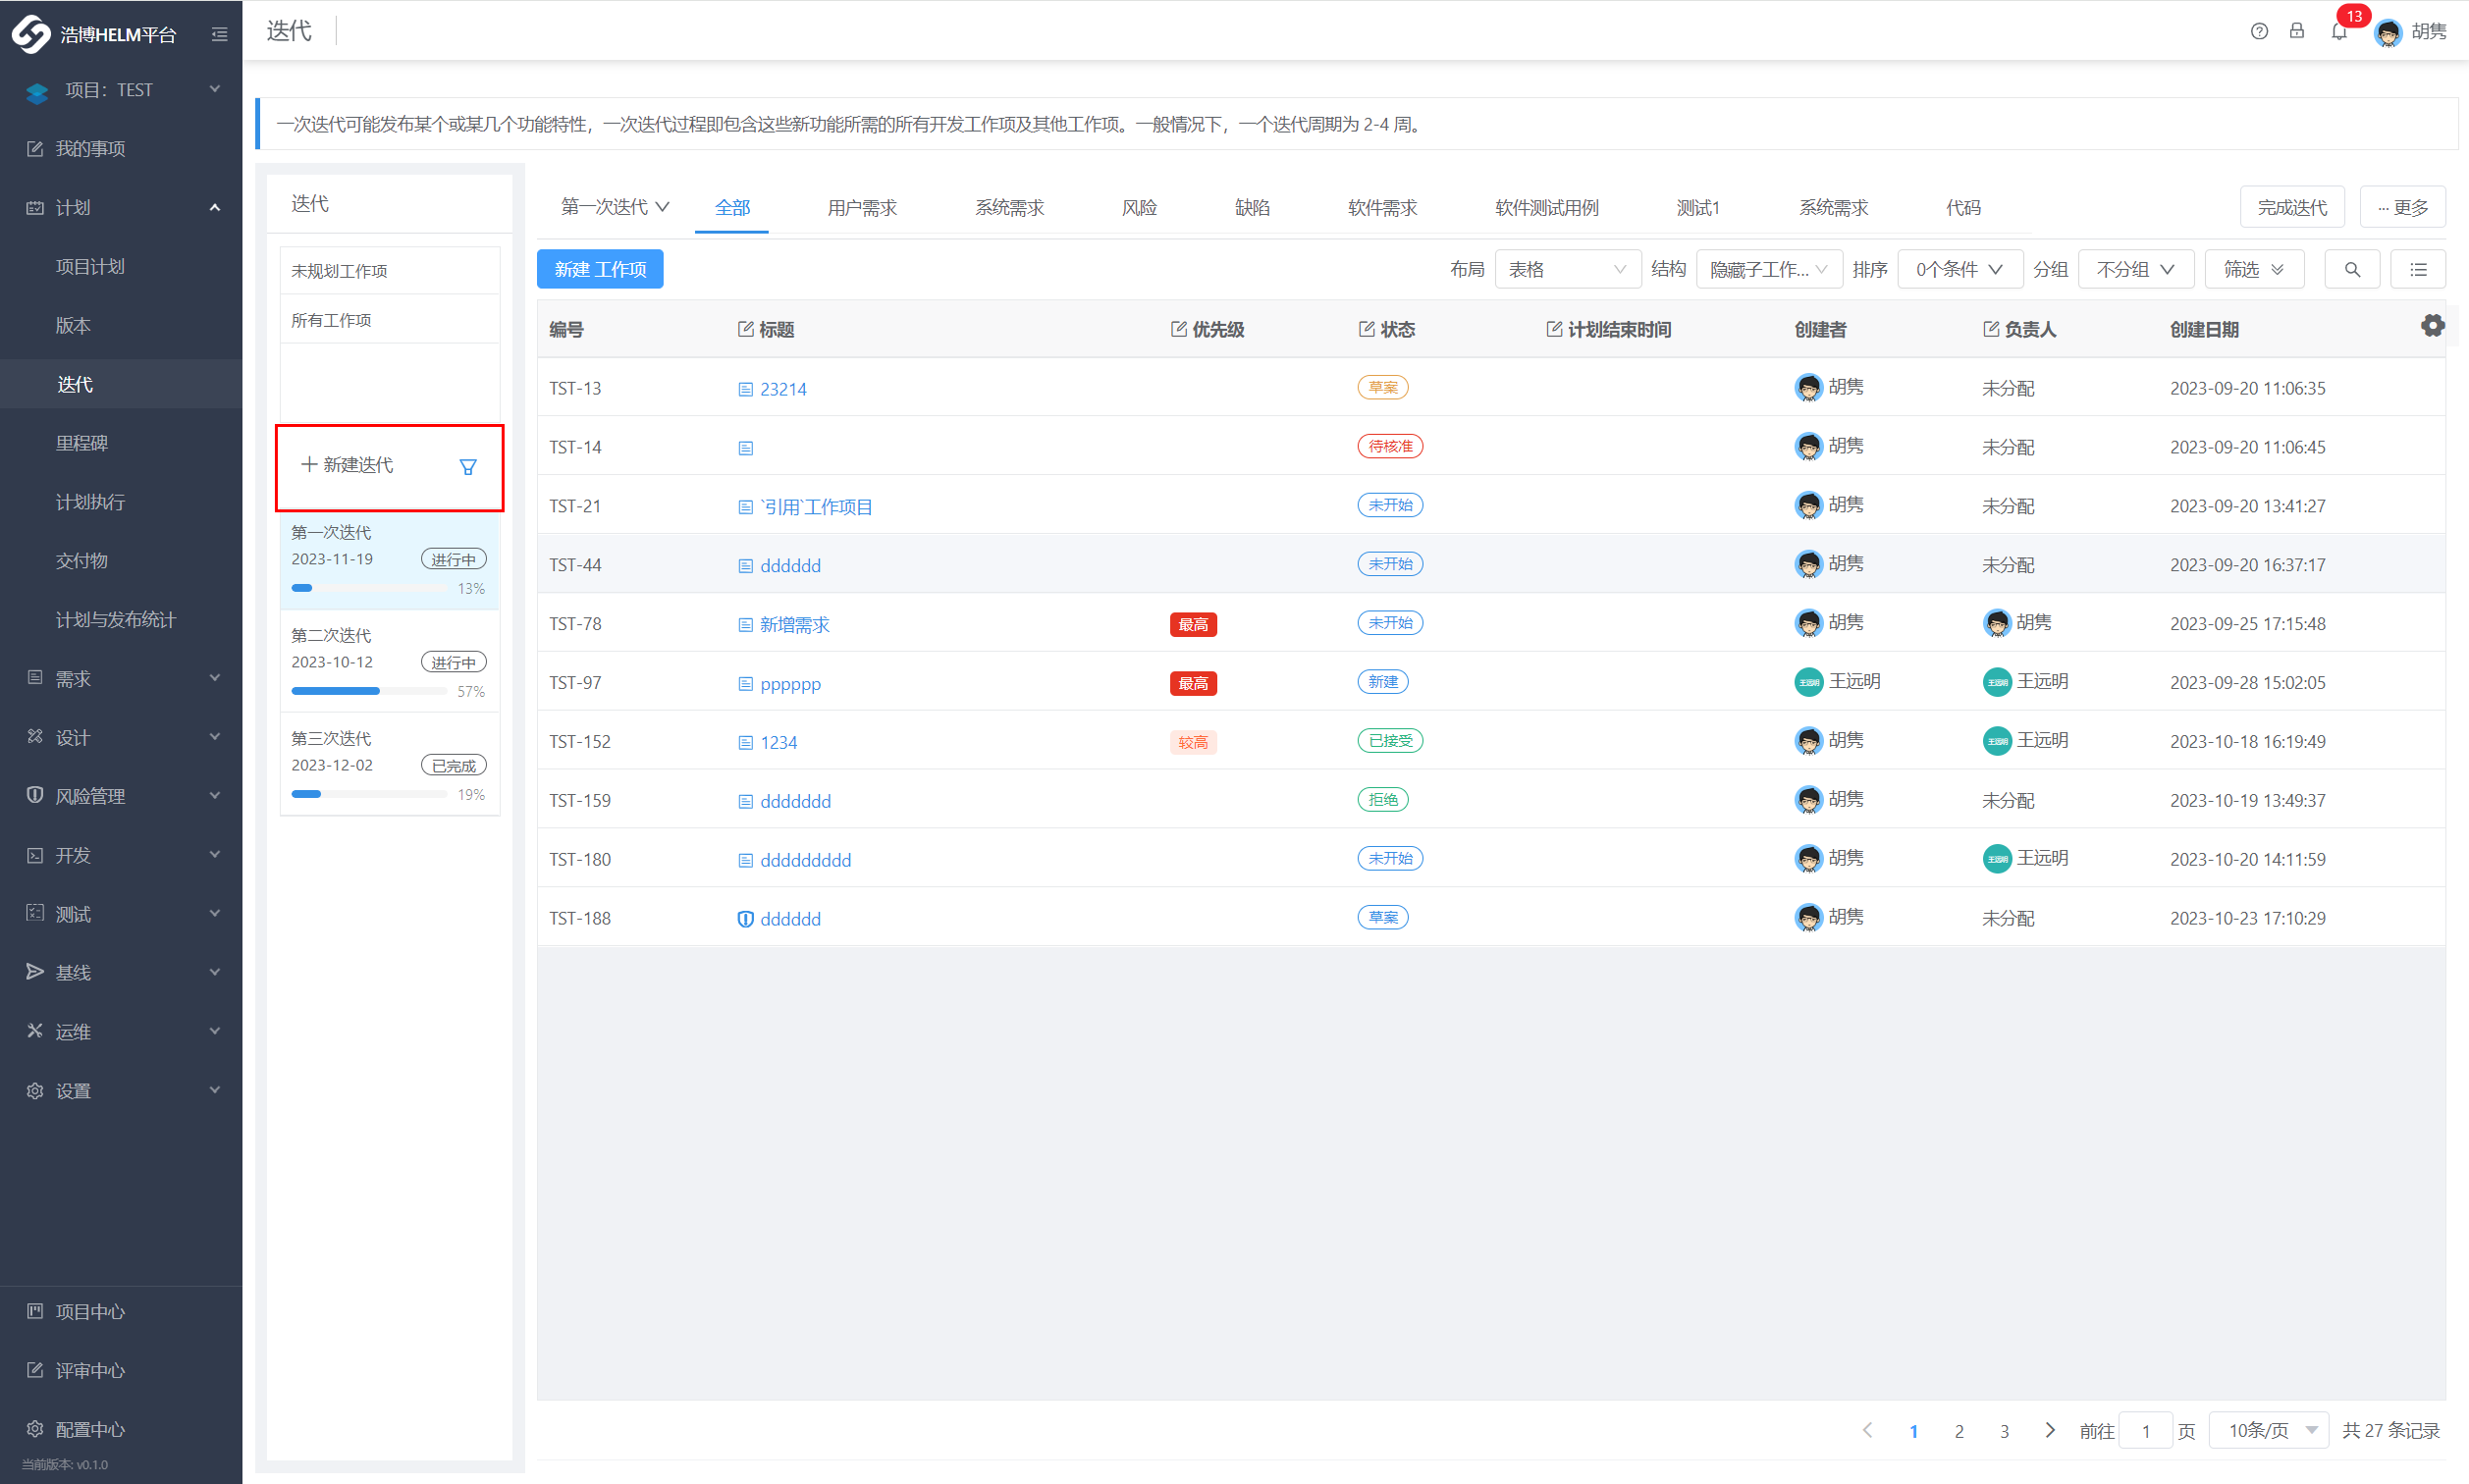 浩博HELM平台
项目：TEST
我的事项
计划
项目计划
版本
迭代
里程碑
计划执行
交付物
计划与发布统计
需求
设计
风险管理
开发
测试
基线
运维
设置
项目中心
评审中心
配置中心
当前版本: v0.1.0
迭代
13
胡隽
一次迭代可能发布某个或某几个功能特性，一次迭代过程即包含这些新功能所需的所有开发工作项及其他工作项。一般情况下，一个迭代周期为 2-4 周。
迭代
未规划工作项
所有工作项
新建迭代
第一次迭代
2023-11-19 进行中
13%
第二次迭代
2023-10-12 进行中
57%
第三次迭代
2023-12-02 已完成
19%
第一次迭代 全部 用户需求 系统需求 风险 缺陷 软件需求 软件测试用例 测试1 系统需求 代码 完成迭代 ··· 更多
新建 工作项 布局 表格 结构 隐藏子工作... 排序 0个条件 分组 不分组 筛选
编号 标题 优先级 状态 计划结束时间 创建者 负责人 创建日期
TST-13 23214 草案 胡隽 未分配 2023-09-20 11:06:35
TST-14 待核准 胡隽 未分配 2023-09-20 11:06:45
TST-21 `引用`工作项目 未开始 胡隽 未分配 2023-09-20 13:41:27
TST-44 dddddd 未开始 胡隽 未分配 2023-09-20 16:37:17
TST-78 新增需求 最高 未开始 胡隽 胡隽 2023-09-25 17:15:48
TST-97 pppppp 最高 新建 王远明 王远明 王远明 王远明 2023-09-28 15:02:05
TST-152 1234 较高 已接受 胡隽 王远明 王远明 2023-10-18 16:19:49
TST-159 ddddddd 拒绝 胡隽 未分配 2023-10-19 13:49:37
TST-180 ddddddddd 未开始 胡隽 王远明 王远明 2023-10-20 14:11:59
TST-188 dddddd 草案 胡隽 未分配 2023-10-23 17:10:29
1 2 3 前往 1 页 10条/页 共 27 条记录